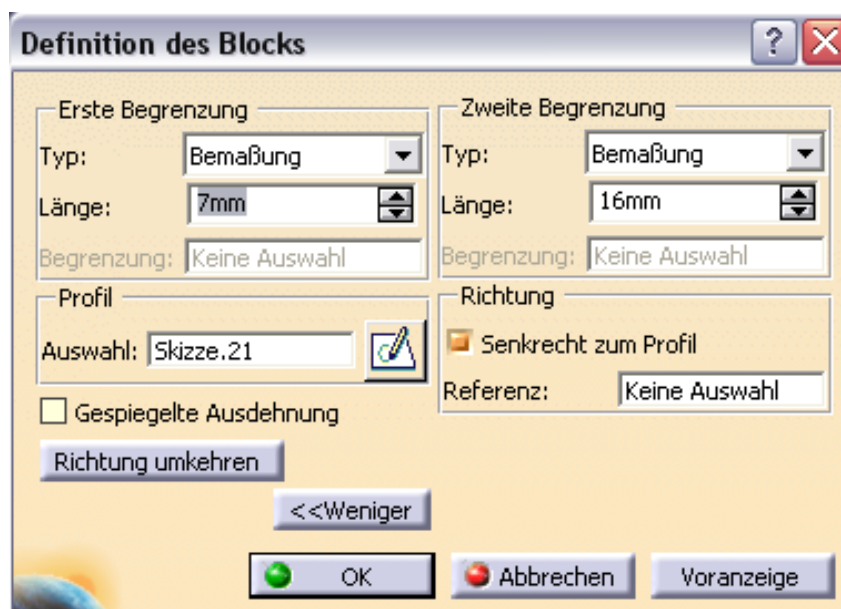 Definition des Blocks
?
Erste Begrenzung
Typ: Bemaßung
Länge: 7mm
Begrenzung: Keine Auswahl
Profil
Auswahl: Skizze.21
Gespiegelte Ausdehnung
Richtung umkehren
<<Weniger
Zweite Begrenzung
Typ: Bemaßung
Länge: 16mm
Begrenzung: Keine Auswahl
Richtung
Senkrecht zum Profil
Referenz: Keine Auswahl
OK
Abbrechen
Voranzeige